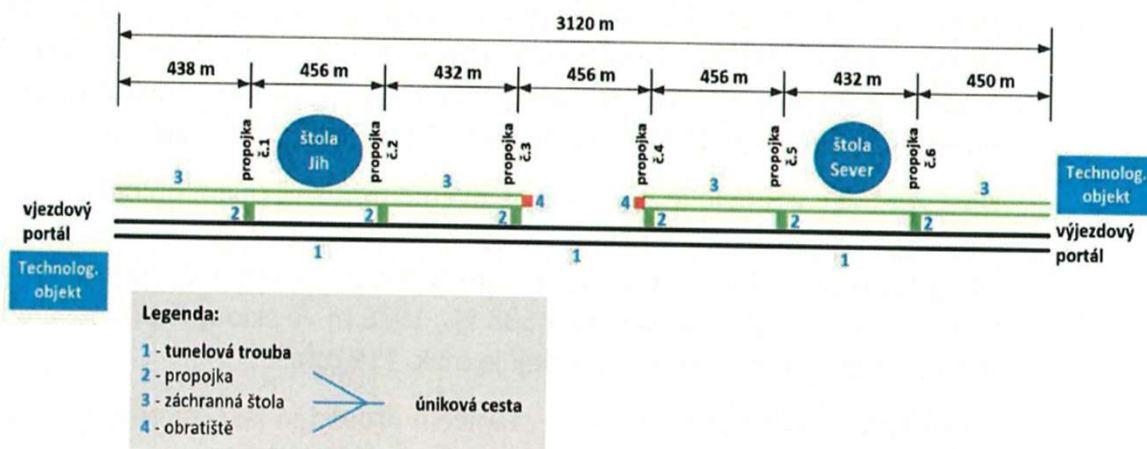 3120 m
438 m
456 m
432 m
456 m
456 m
432 m
450 m
propojka
č.1
štola
Jih
propojka
č.2
propojka
č.3
propojka
č.4
propojka
č.5
štola
Sever
propojka
č.6
Technolog.
objekt
3
3
4
4
3
3
vjezdový
portál
2
2
2
2
2
2
výjezdový
portál
Technolog.
objekt
1
1
1
Legenda:
1 - tunelová trouba
2 - propojka
3 - záchranná štola
4 - obratiště
úniková cesta